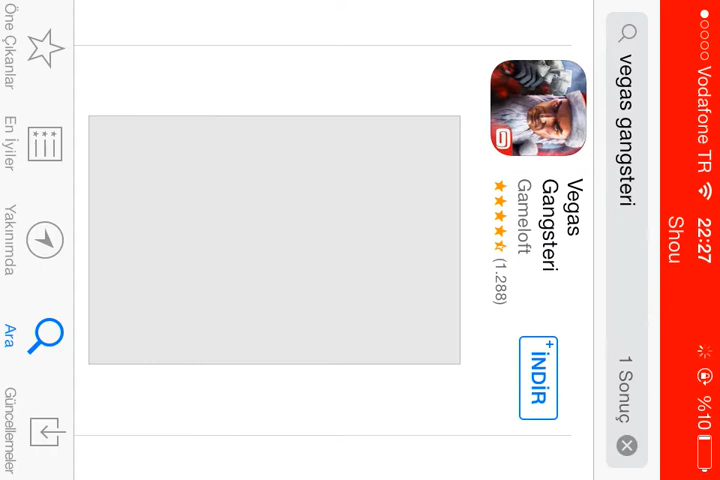 Vodafone TR 22:27 %10
Shou
vegas gangsteri 1 Sonuç
Vegas
Gangsteri
Gameloft
(1.288)
+ İNDİR
Öne Çıkanlar En İyiler Yakınımda Ara Güncellemeler